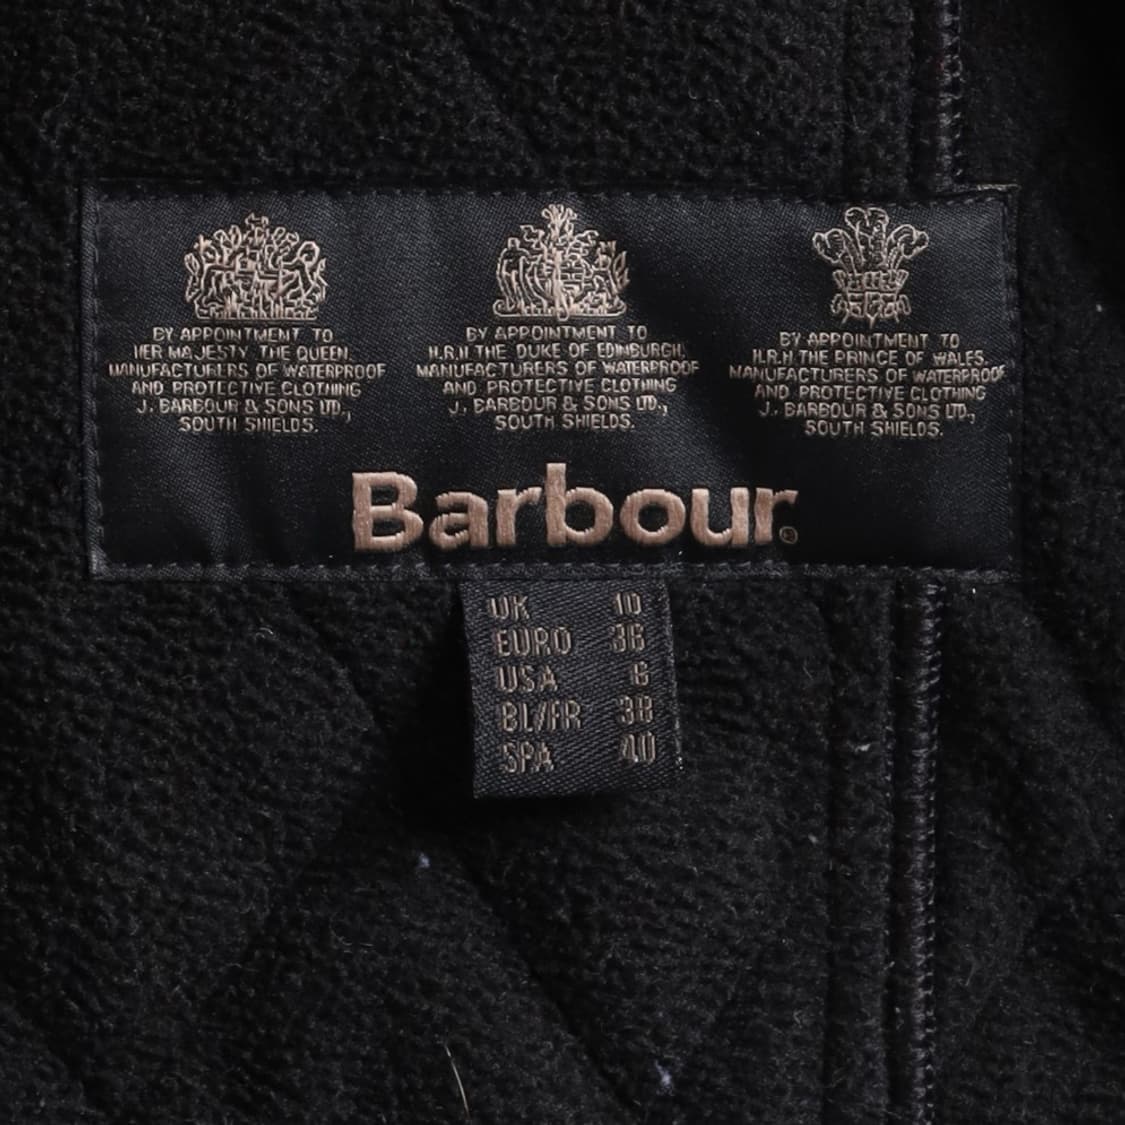 BY APPOINTMENT TO
HER MAJESTY THE QUEEN.
MANUFACTURERS OF WATERPROOF
AND PROTECTIVE CLOTHING
J. BARBOUR & SONS LTD.,
SOUTH SHIELDS.
BY APPOINTMENT TO
H.R.H THE DUKE OF EDINBURGH.
MANUFACTURERS OF WATERPROOF
AND PROTECTIVE CLOTHING
J. BARBOUR & SONS LTD.,
SOUTH SHIELDS.
BY APPOINTMENT TO
H.R.H THE PRINCE OF WALES.
MANUFACTURERS OF WATERPROOF
AND PROTECTIVE CLOTHING
J. BARBOUR & SONS LTD.,
SOUTH SHIELDS.
Barbour®
UK 10
EURO 36
USA 6
BL/FR 38
SPA 40